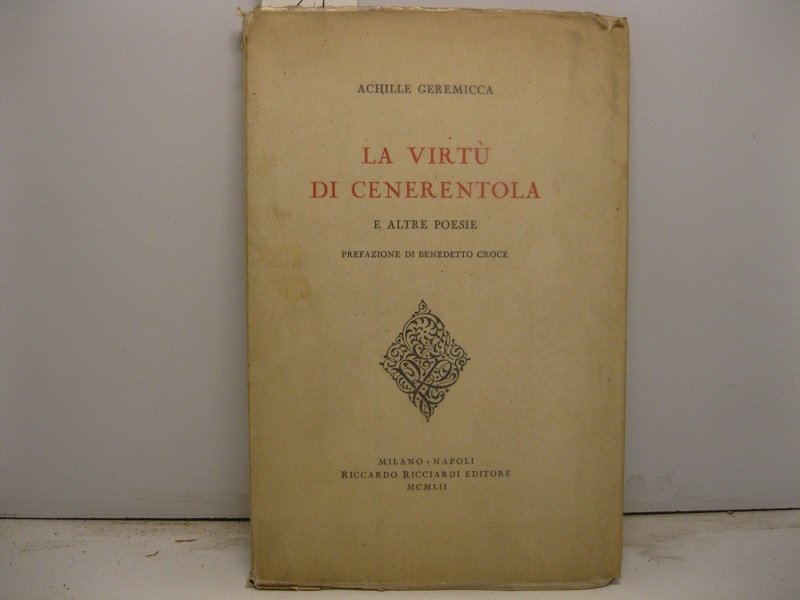 ACHILLE GEREMICCA
LA VIRTÙ
DI CENERENTOLA
E ALTRE POESIE
PREFAZIONE DI BENEDETTO CROCE
MILANO • NAPOLI
RICCARDO RICCIARDI EDITORE
MCMLII